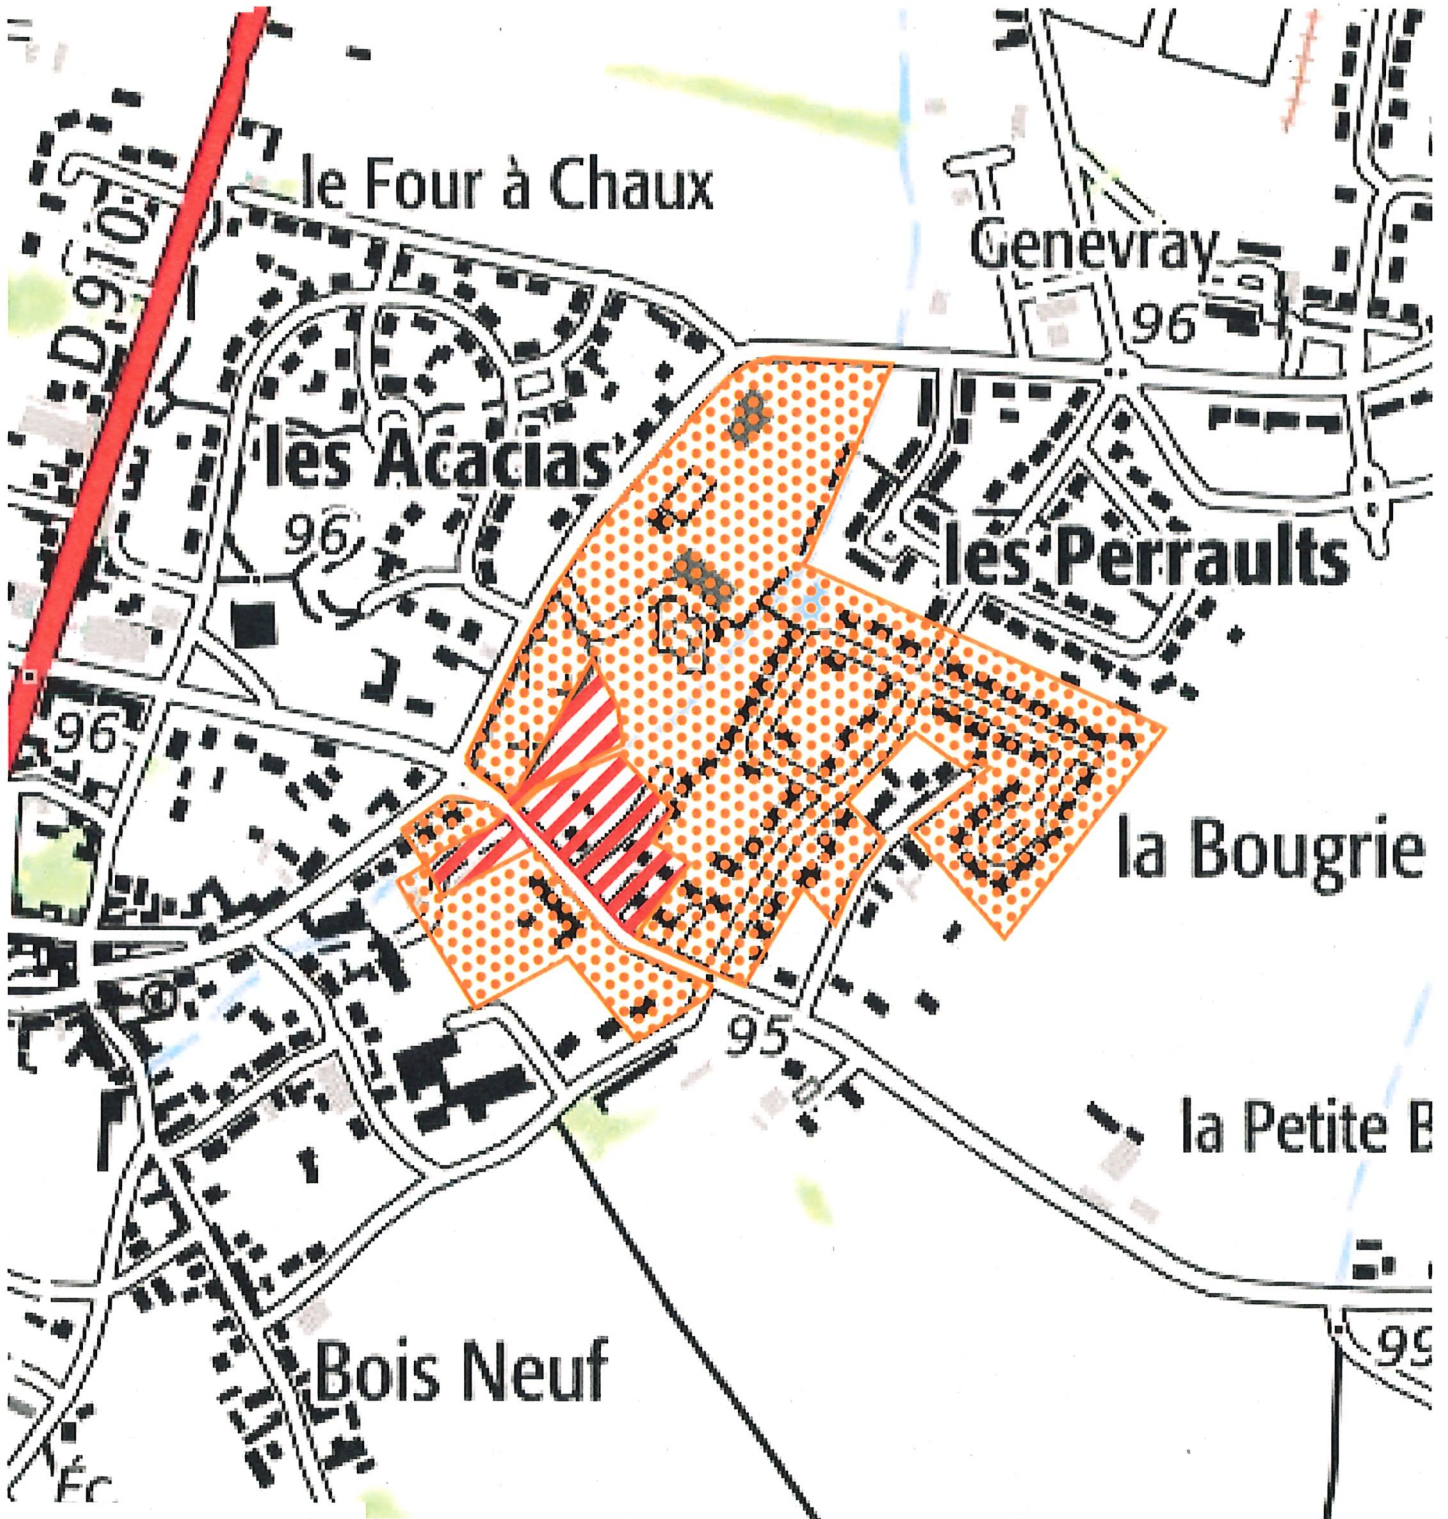 le Four à Chaux
Genevray
D 910
96
les Acacias
96
les Perraults
96
la Bougrie
95
la Petite B
Bois Neuf
99
Éc